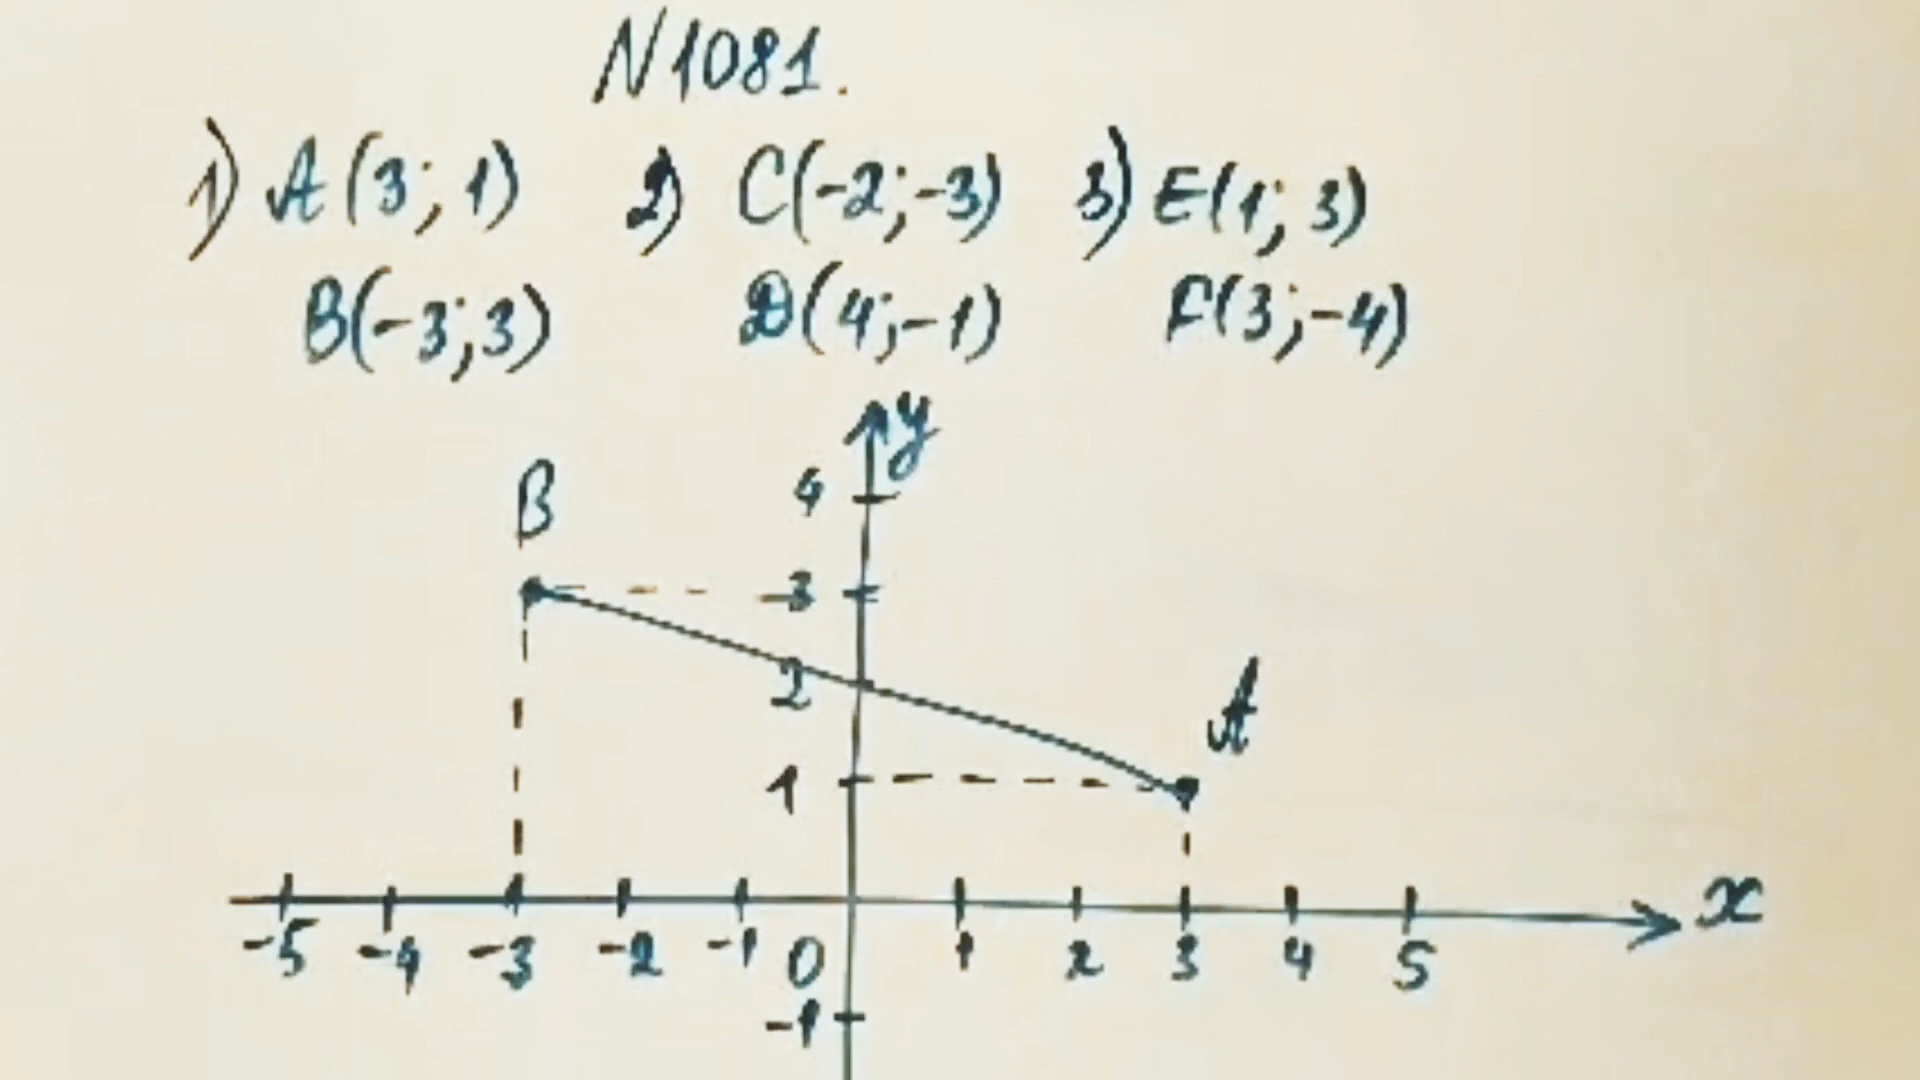 N1081.
1) A(3; 1) 2) C(-2; -3) 3) E(1; 3)
B(-3; 3) D(4; -1) F(3; -4)
y
4
B
3
2
A
1
x
-5 -4 -3 -2 -1 0 1 2 3 4 5
-1